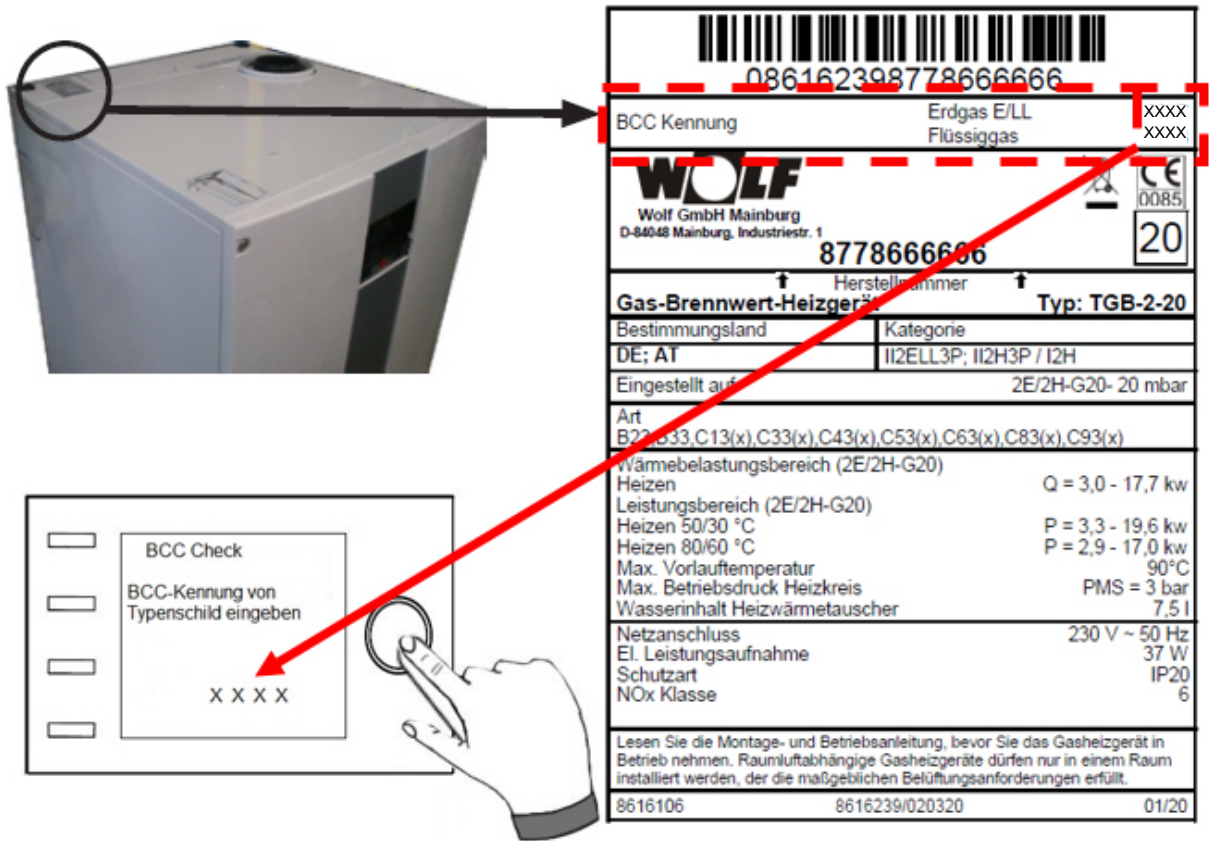 086162398778666666
BCC Kennung Erdgas E/LL XXXX
Flüssiggas XXXX
WOLF
CE
0085
Wolf GmbH Mainburg
D-84048 Mainburg, Industriestr. 1
20
8778666666
Herstellnummer
Gas-Brennwert-Heizgerät Typ: TGB-2-20
Bestimmungsland Kategorie
DE; AT II2ELL3P; II2H3P / I2H
Eingestellt auf 2E/2H-G20- 20 mbar
Art
B23,B33,C13(x),C33(x),C43(x),C53(x),C63(x),C83(x),C93(x)
Wärmebelastungsbereich (2E/2H-G20)
Heizen Q = 3,0 - 17,7 kw
Leistungsbereich (2E/2H-G20)
Heizen 50/30 °C P = 3,3 - 19,6 kw
Heizen 80/60 °C P = 2,9 - 17,0 kw
Max. Vorlauftemperatur 90°C
Max. Betriebsdruck Heizkreis PMS = 3 bar
Wasserinhalt Heizwärmetauscher 7,5 l
Netzanschluss 230 V ~ 50 Hz
El. Leistungsaufnahme 37 W
Schutzart IP20
NOx Klasse 6
Lesen Sie die Montage- und Betriebsanleitung, bevor Sie das Gasheizgerät in
Betrieb nehmen. Raumluftabhängige Gasheizgeräte dürfen nur in einem Raum
installiert werden, der die maßgeblichen Belüftungsanforderungen erfüllt.
8616106 8616239/020320 01/20
BCC Check
BCC-Kennung von
Typenschild eingeben
X X X X